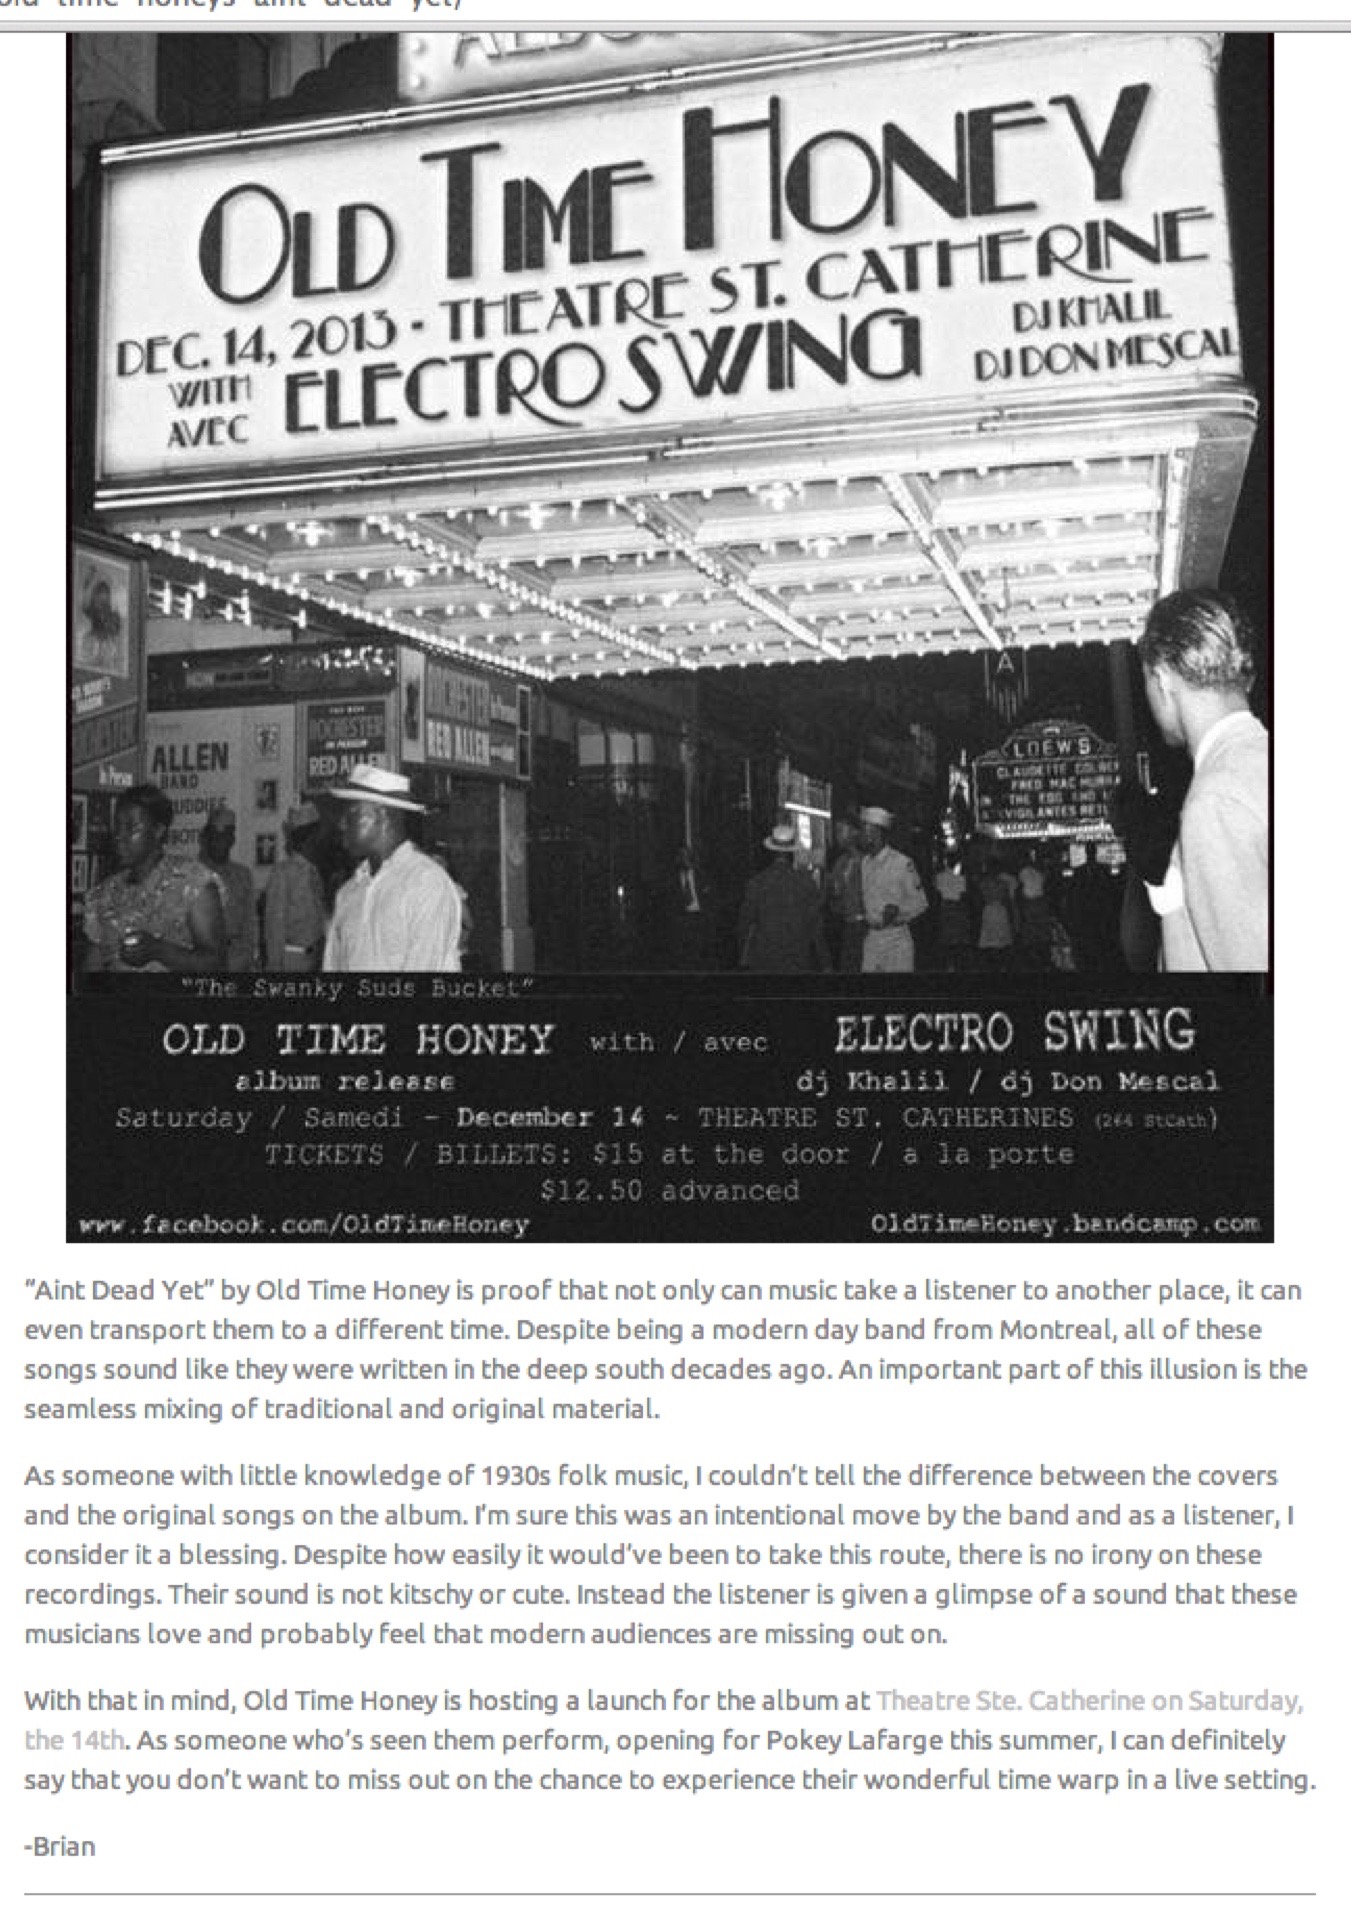 old time honeys aint dead yet/
OLD TIME HONEY
DEC. 14, 2013 - THEATRE ST. CATHERINE
WITH
AVEC
ELECTRO SWING
DJ KHALIL
DJ DON MESCAL
ALLEN
BAND
ROCHESTER
IN PERSON
RED ALLEN
ROCHESTER
RED ALLEN
In Person
A
LOEW'S
CLAUDETTE COLBER
FRED MAC MURRA
THE EGG AND I
VIGILANTES RET
"The Swanky Suds Bucket"
OLD TIME HONEY with / avec ELECTRO SWING
album release dj Khalil / dj Don Mescal
Saturday / Samedi - December 14 ~ THEATRE ST. CATHERINES (264 StCath)
TICKETS / BILLETS: $15 at the door / a la porte
$12.50 advanced
www.facebook.com/OldTimeHoney OldTimeHoney.bandcamp.com
“Aint Dead Yet” by Old Time Honey is proof that not only can music take a listener to another place, it can
even transport them to a different time. Despite being a modern day band from Montreal, all of these
songs sound like they were written in the deep south decades ago. An important part of this illusion is the
seamless mixing of traditional and original material.
As someone with little knowledge of 1930s folk music, I couldn’t tell the difference between the covers
and the original songs on the album. I’m sure this was an intentional move by the band and as a listener, I
consider it a blessing. Despite how easily it would’ve been to take this route, there is no irony on these
recordings. Their sound is not kitschy or cute. Instead the listener is given a glimpse of a sound that these
musicians love and probably feel that modern audiences are missing out on.
With that in mind, Old Time Honey is hosting a launch for the album at Theatre Ste. Catherine on Saturday,
the 14th. As someone who’s seen them perform, opening for Pokey Lafarge this summer, I can definitely
say that you don’t want to miss out on the chance to experience their wonderful time warp in a live setting.
-Brian